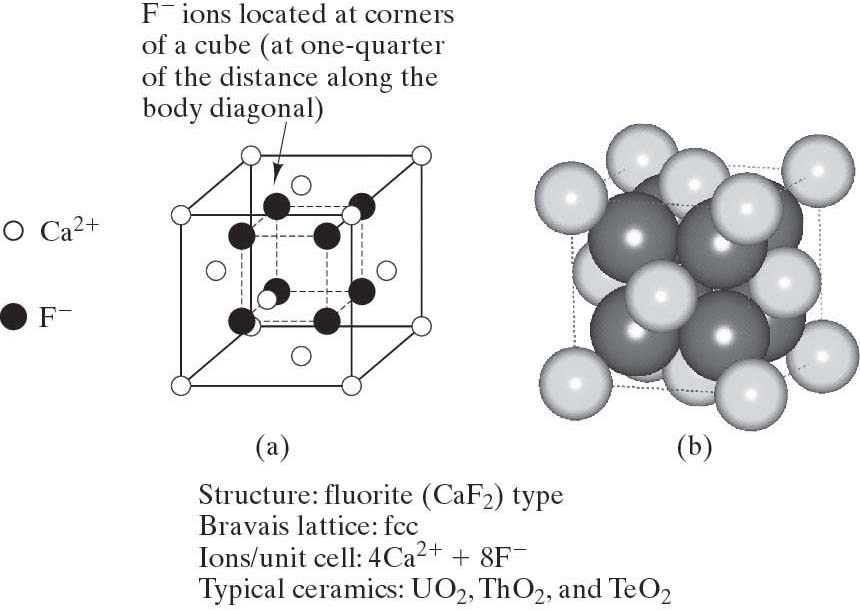 F⁻ ions located at corners
of a cube (at one-quarter
of the distance along the
body diagonal)
Ca²⁺
F⁻
(a)
(b)
Structure: fluorite (CaF₂) type
Bravais lattice: fcc
Ions/unit cell: 4Ca²⁺ + 8F⁻
Typical ceramics: UO₂, ThO₂, and TeO₂